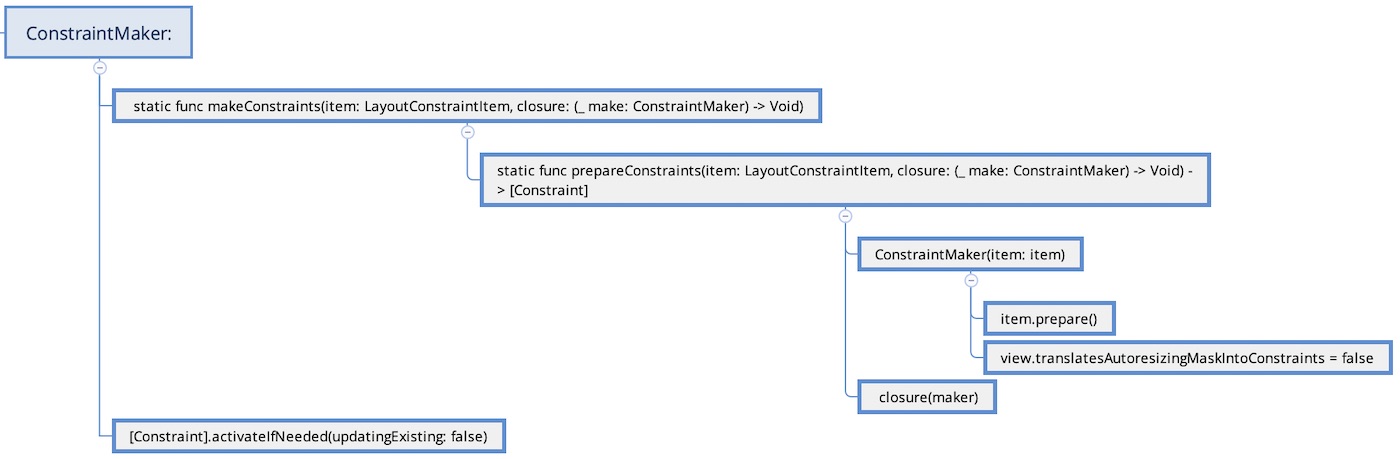 ConstraintMaker:
static func makeConstraints(item: LayoutConstraintItem, closure: (_ make: ConstraintMaker) -> Void)
static func prepareConstraints(item: LayoutConstraintItem, closure: (_ make: ConstraintMaker) -> Void) -
> [Constraint]
ConstraintMaker(item: item)
item.prepare()
view.translatesAutoresizingMaskIntoConstraints = false
closure(maker)
[Constraint].activateIfNeeded(updatingExisting: false)